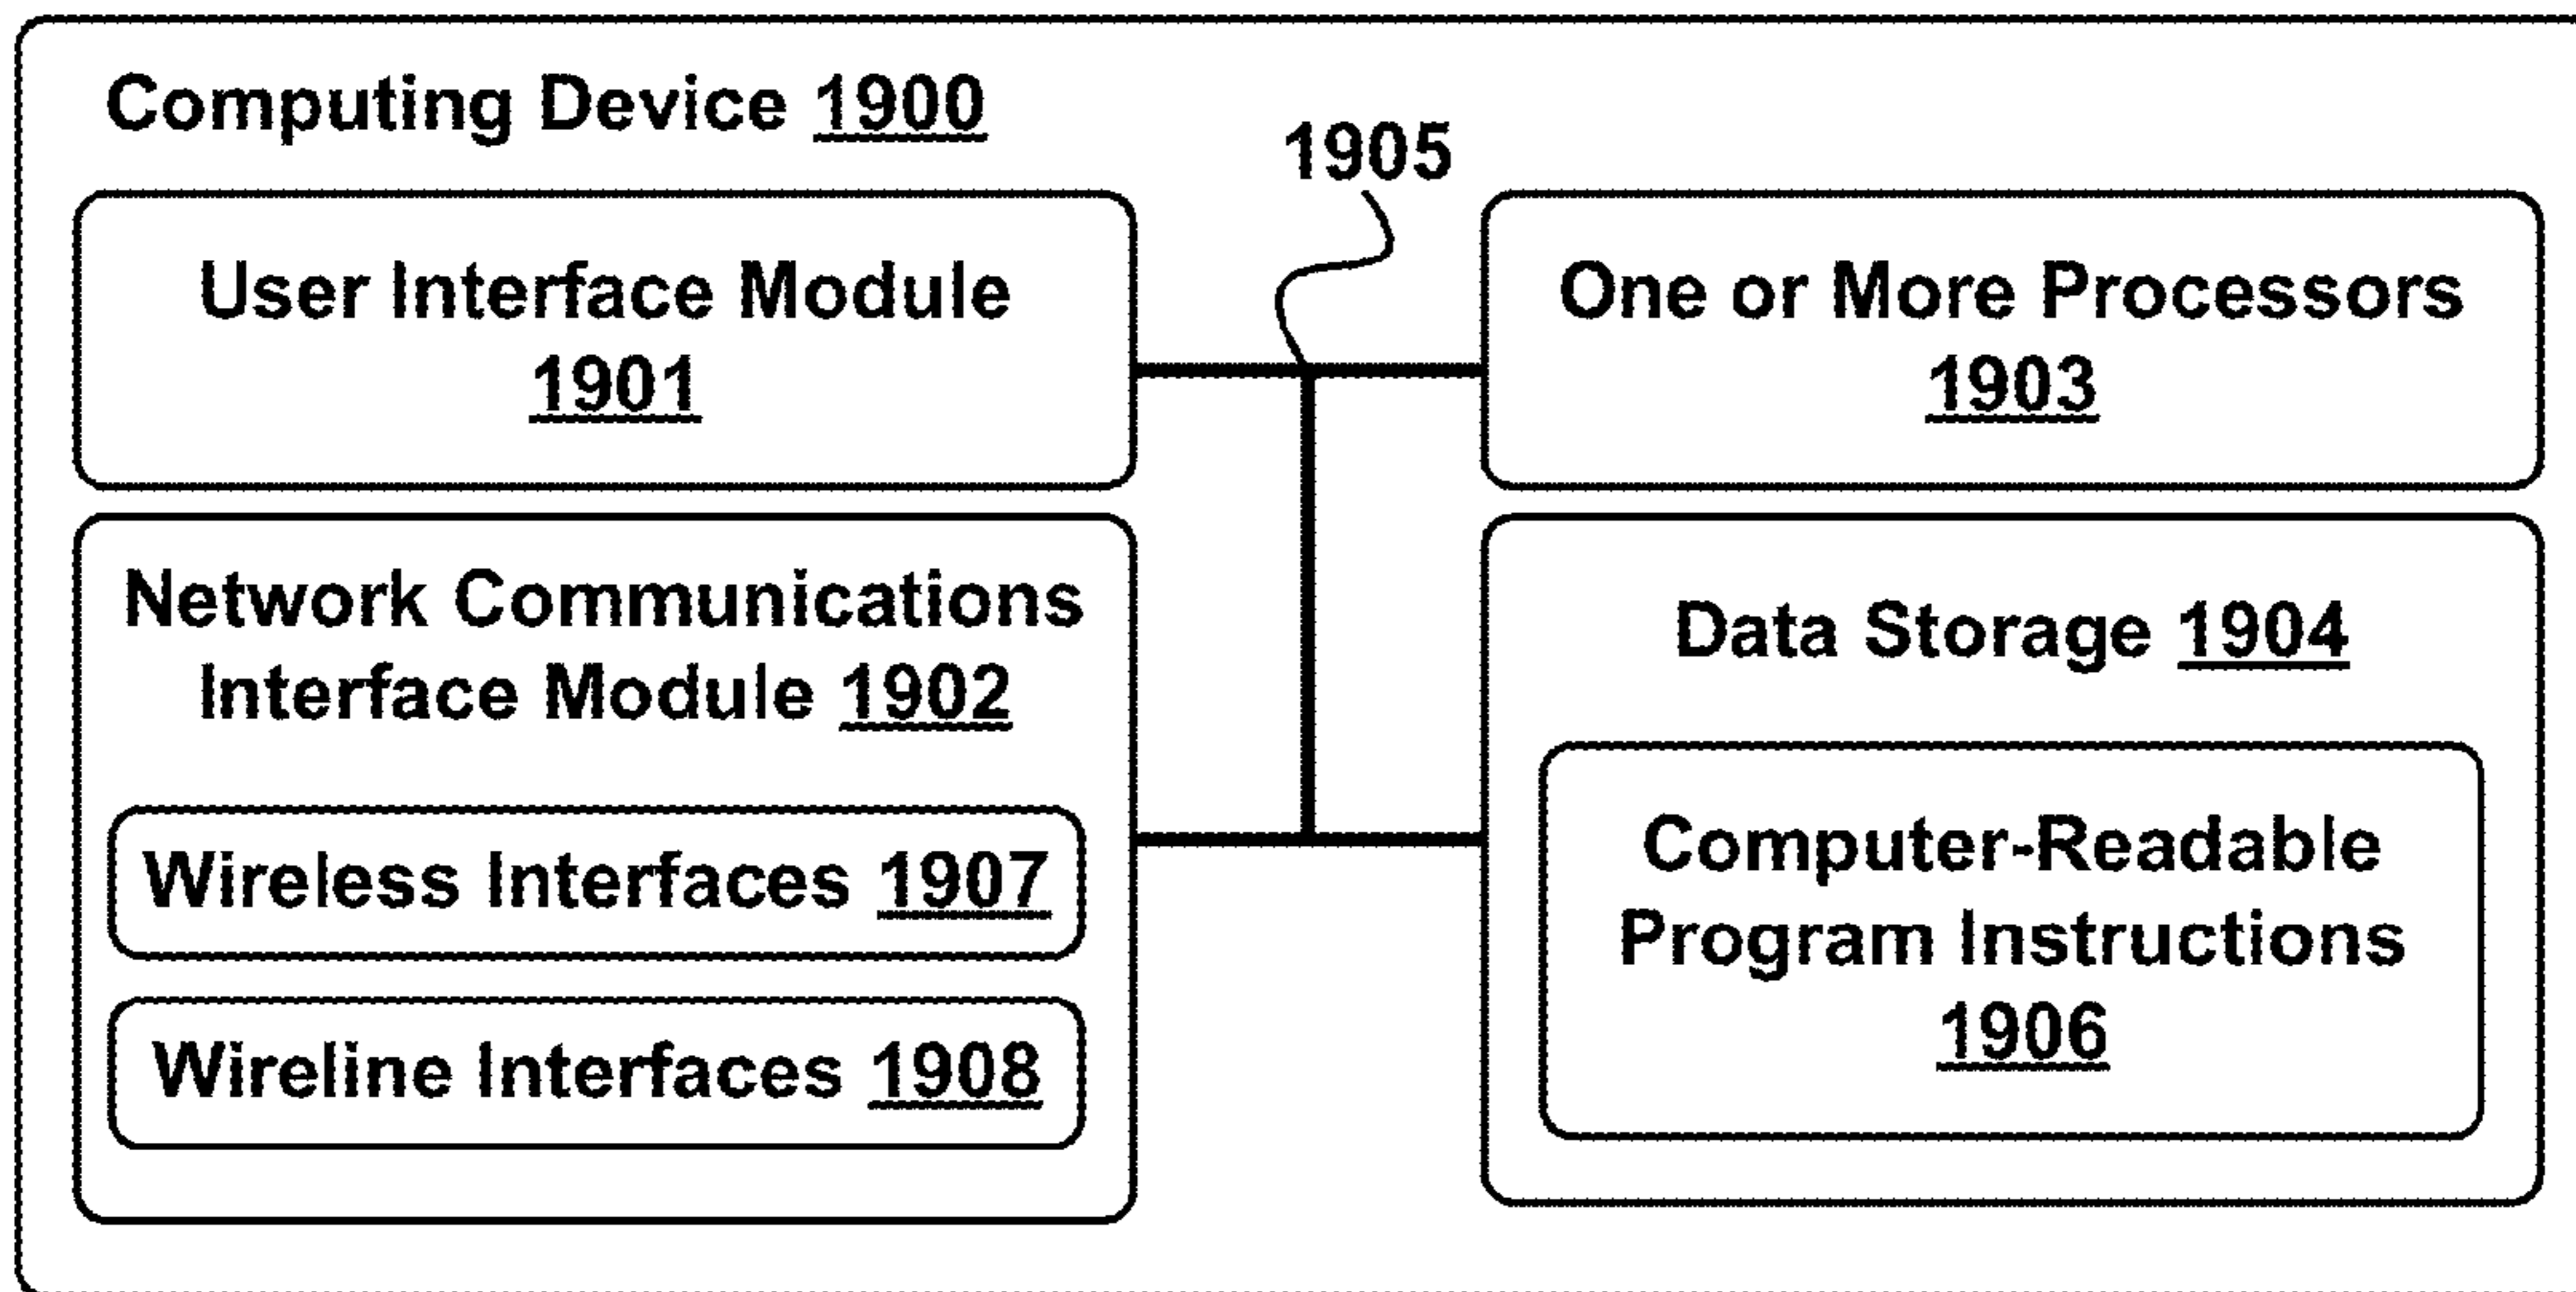 Computing Device 1900
1905
User Interface Module
1901
One or More Processors
1903
Network Communications
Interface Module 1902
Wireless Interfaces 1907
Wireline Interfaces 1908
Data Storage 1904
Computer-Readable
Program Instructions
1906